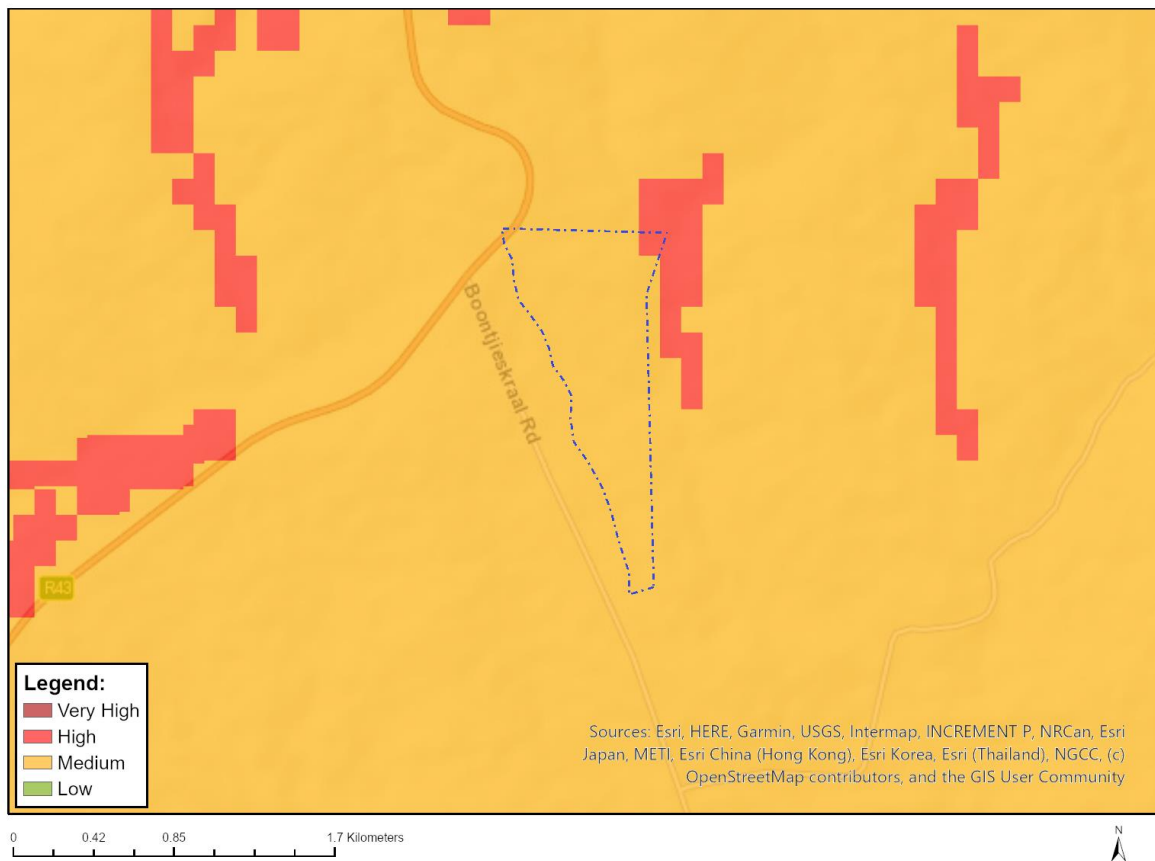 Boontjieskraal Rd
R43
Legend:
Very High
High
Medium
Low
Sources: Esri, HERE, Garmin, USGS, Intermap, INCREMENT P, NRCan, Esri
Japan, METI, Esri China (Hong Kong), Esri Korea, Esri (Thailand), NGCC, (c)
OpenStreetMap contributors, and the GIS User Community
0 0.42 0.85 1.7 Kilometers
N